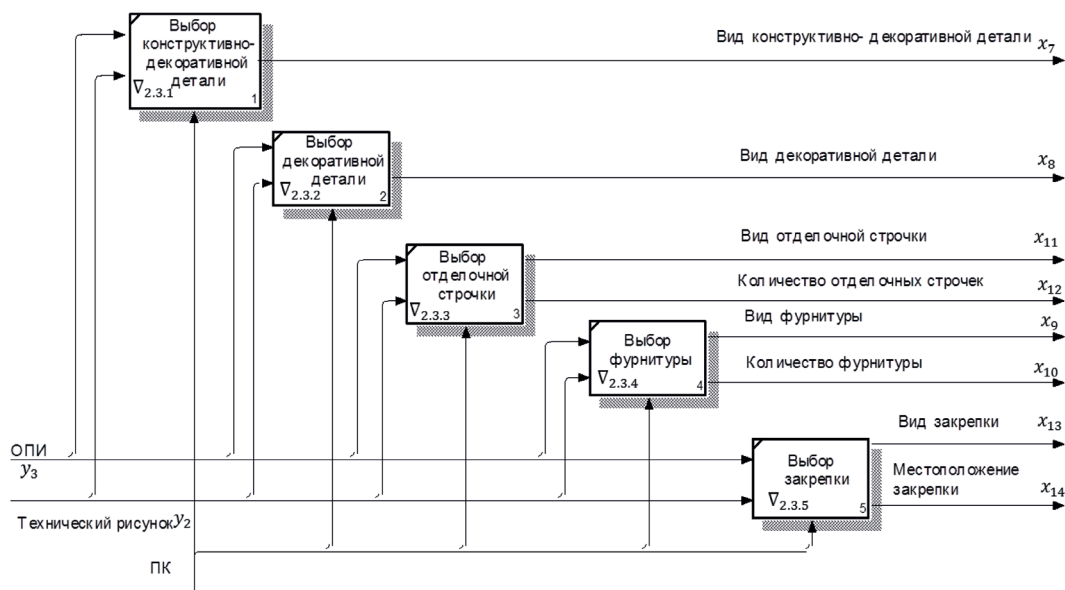 Выбор
конструктивно-
декоративной
детали
∇2.3.1
1
Вид конструктивно- декоративной детали
x7
Выбор
декоративной
детали
∇2.3.2
2
Вид декоративной детали
x8
Выбор
отделочной
строчки
∇2.3.3
3
Вид отделочной строчки
x11
Количество отделочных строчек
x12
Выбор
фурнитуры
∇2.3.4
4
Вид фурнитуры
x9
Количество фурнитуры
x10
Выбор
закрепки
∇2.3.5
5
Вид закрепки
x13
Местоположение
закрепки
x14
ОПИ
y3
Технический рисунок y2
ПК